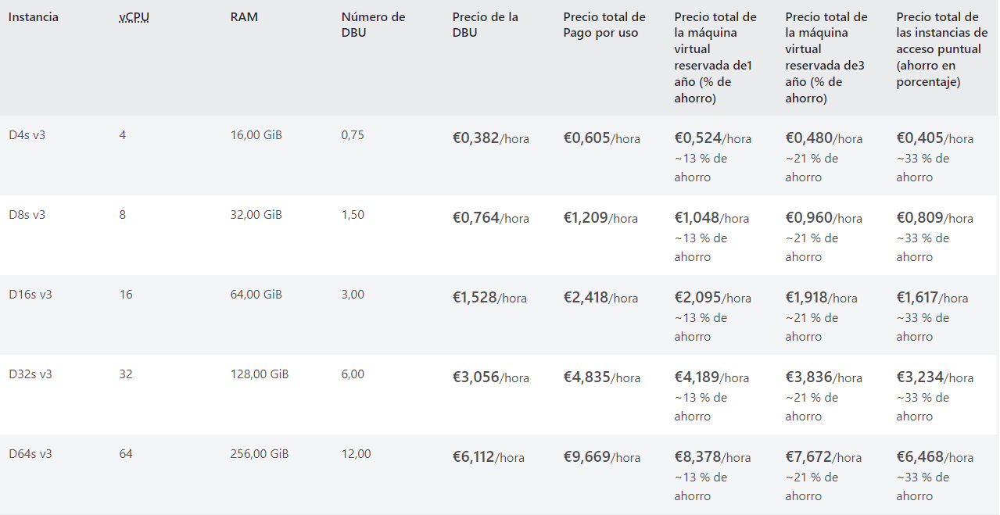 Instancia
vCPU
RAM
Número de
DBU
Precio de la
DBU
Precio total de
Pago por uso
Precio total de
la máquina
virtual
reservada de1
año (% de
ahorro)
Precio total de
la máquina
virtual
reservada de3
año (% de
ahorro)
Precio total de
las instancias de
acceso puntual
(ahorro en
porcentaje)
D4s v3
4
16,00 GiB
0,75
€0,382/hora
€0,605/hora
€0,524/hora
~13 % de
ahorro
€0,480/hora
~21 % de
ahorro
€0,405/hora
~33 % de
ahorro
D8s v3
8
32,00 GiB
1,50
€0,764/hora
€1,209/hora
€1,048/hora
~13 % de
ahorro
€0,960/hora
~21 % de
ahorro
€0,809/hora
~33 % de
ahorro
D16s v3
16
64,00 GiB
3,00
€1,528/hora
€2,418/hora
€2,095/hora
~13 % de
ahorro
€1,918/hora
~21 % de
ahorro
€1,617/hora
~33 % de
ahorro
D32s v3
32
128,00 GiB
6,00
€3,056/hora
€4,835/hora
€4,189/hora
~13 % de
ahorro
€3,836/hora
~21 % de
ahorro
€3,234/hora
~33 % de
ahorro
D64s v3
64
256,00 GiB
12,00
€6,112/hora
€9,669/hora
€8,378/hora
~13 % de
ahorro
€7,672/hora
~21 % de
ahorro
€6,468/hora
~33 % de
ahorro